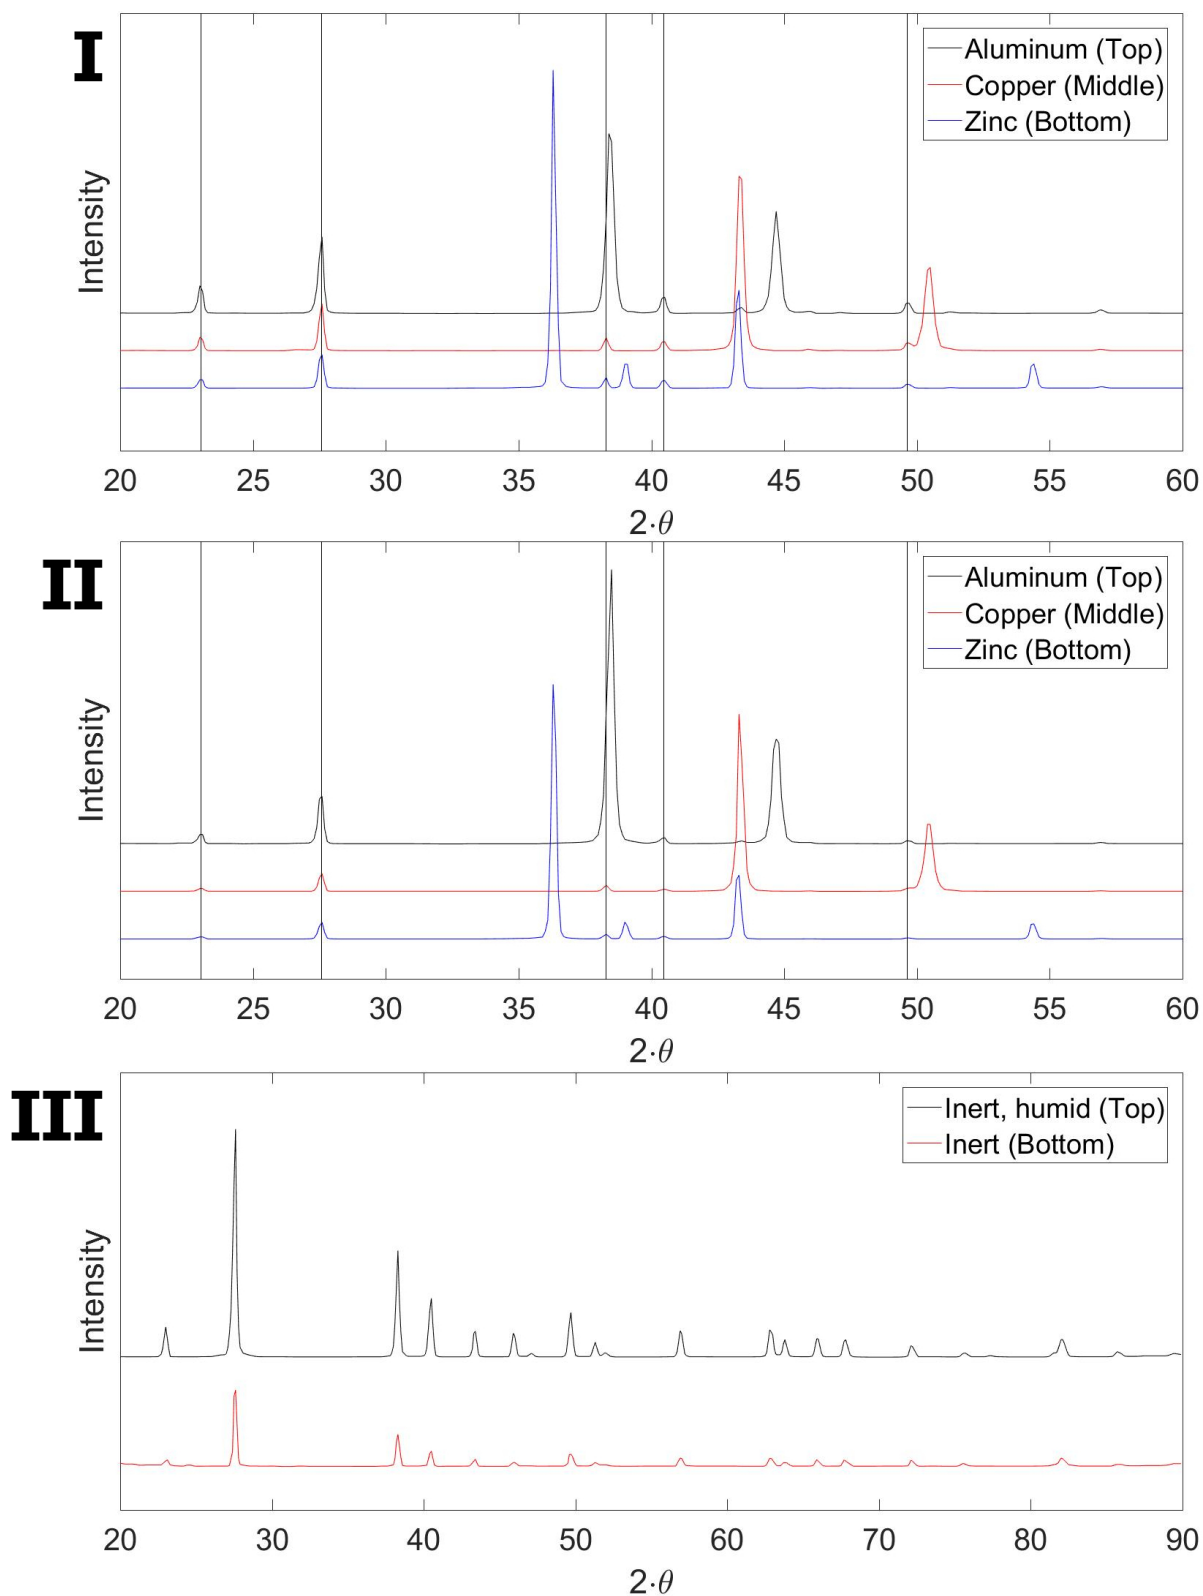 I
Aluminum (Top)
Copper (Middle)
Zinc (Bottom)
Intensity
20 25 30 35 40 45 50 55 60
2·θ
II
Aluminum (Top)
Copper (Middle)
Zinc (Bottom)
Intensity
20 25 30 35 40 45 50 55 60
2·θ
III
Inert, humid (Top)
Inert (Bottom)
Intensity
20 30 40 50 60 70 80 90
2·θ